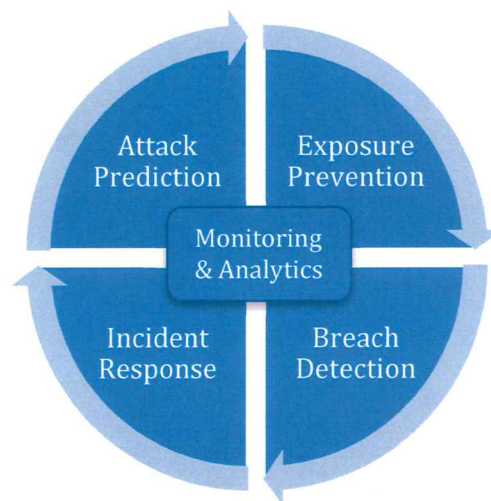 Attack
Prediction
Exposure
Prevention
Monitoring
& Analytics
Incident
Response
Breach
Detection